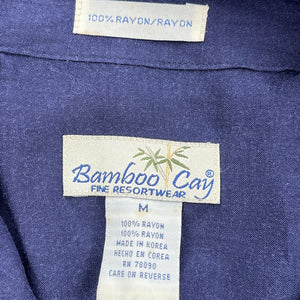 100% RAYON/RAYON
Bamboo Cay®
FINE RESORTWEAR
M
100% RAYON
100% RAYON
MADE IN KOREA
HECHO EN COREA
RN 78090
CARE ON REVERSE